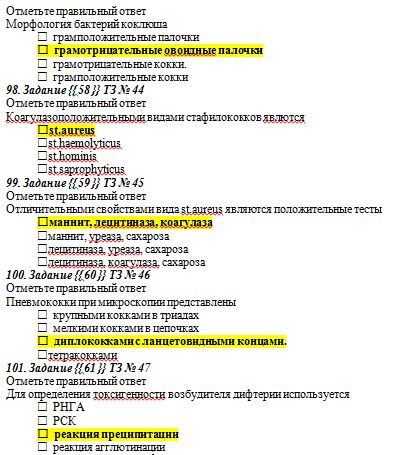 Отметьте правильный ответ
Морфология бактерий коклюша
☐ грамположительные палочки
☐ грамотрицательные овоидные палочки
☐ грамотрицательные кокки.
☐ грамположительные кокки
98. Задание {{58}} ТЗ № 44
Отметьте правильный ответ
Коагулазоположительными видами стафилококков являются
☐ st.aureus
☐ st.haemolyticus
☐ st.hominis
☐ st.saprophyticus
99. Задание {{59}} ТЗ № 45
Отметьте правильный ответ
Отличительными свойствами вида st.aureus являются положительные тесты
☐ маннит, лецитиназа, коагулаза
☐ маннит, уреаза, сахароза
☐ лецитиназа, уреаза, сахароза
☐ лецитиназа, коагулаза, сахароза
100. Задание {{60}} ТЗ № 46
Отметьте правильный ответ
Пневмококки при микроскопии представлены
☐ крупными кокками в триадах
☐ мелкими кокками в цепочках
☐ диплококками с ланцетовидными концами.
☐ тетракокками
101. Задание {{61}} ТЗ № 47
Отметьте правильный ответ
Для определения токсигенности возбудителя дифтерии используется
☐ РНГА
☐ РСК
☐ реакция преципитации
☐ реакция агглютинации